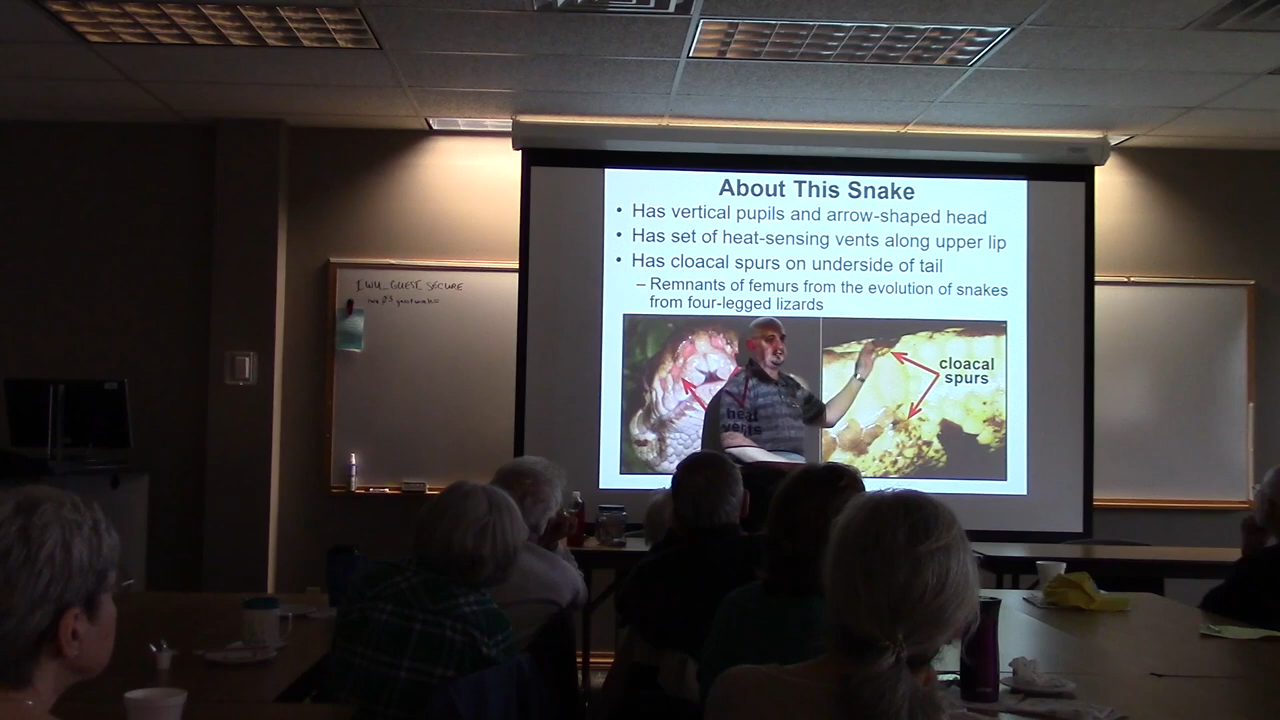 About This Snake
• Has vertical pupils and arrow-shaped head
• Has set of heat-sensing vents along upper lip
• Has cloacal spurs on underside of tail
– Remnants of femurs from the evolution of snakes
from four-legged lizards
heat
vents
cloacal
spurs
IWU_GUEST SECURE